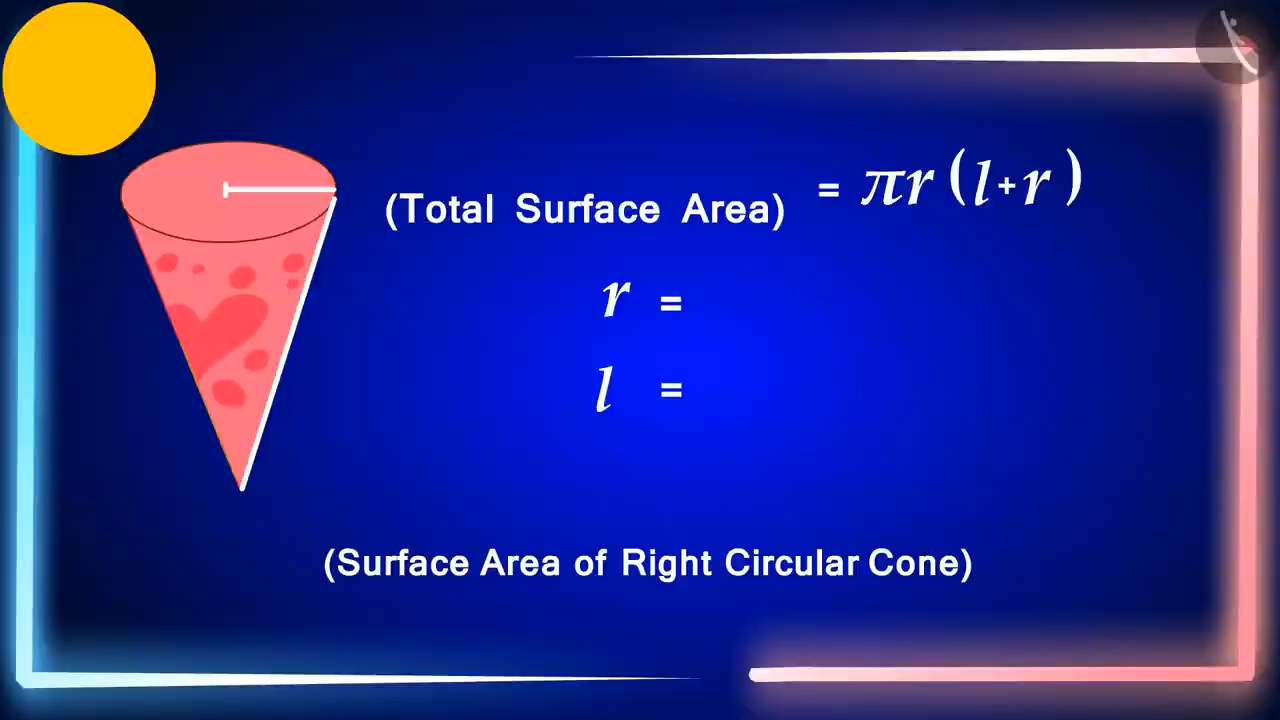 (Total Surface Area) = πr (l+r)
r =
l =
(Surface Area of Right Circular Cone)